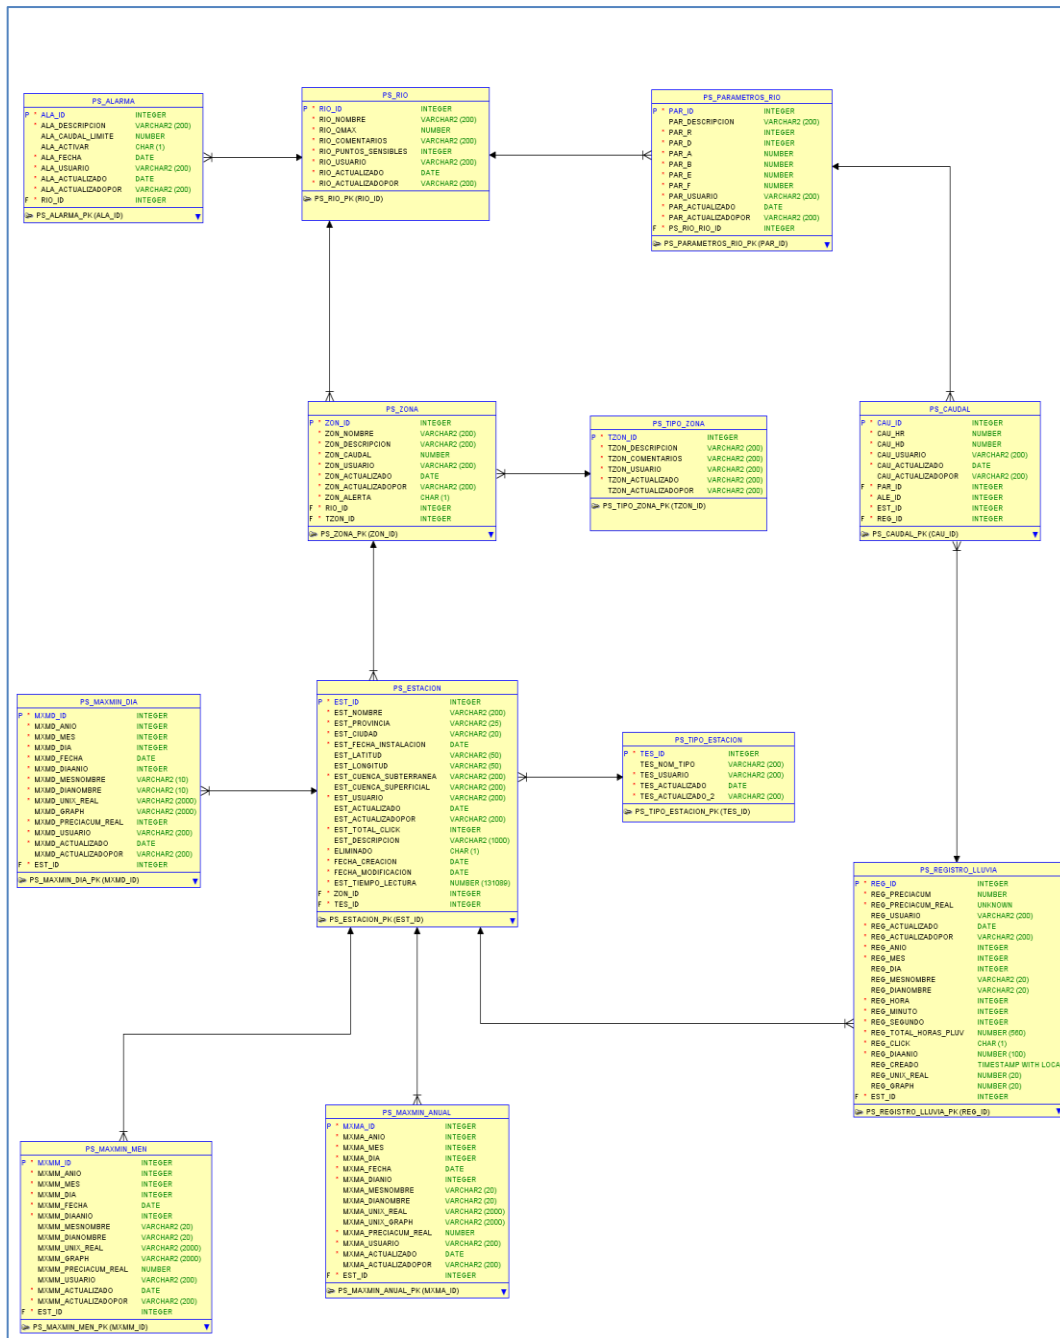 PS_ALARMA
P * ALA_ID INTEGER
* ALA_DESCRIPCION VARCHAR2 (200)
ALA_CAUDAL_LIMITE NUMBER
ALA_ACTIVAR CHAR (1)
* ALA_FECHA DATE
* ALA_USUARIO VARCHAR2 (200)
* ALA_ACTUALIZADO DATE
* ALA_ACTUALIZADOPOR VARCHAR2 (200)
F * RIO_ID INTEGER
PS_ALARMA_PK (ALA_ID)
PS_RIO
P * RIO_ID INTEGER
* RIO_NOMBRE VARCHAR2 (200)
* RIO_QMAX NUMBER
* RIO_COMENTARIOS VARCHAR2 (200)
* RIO_PUNTOS_SENSIBLES INTEGER
* RIO_USUARIO VARCHAR2 (200)
* RIO_ACTUALIZADO DATE
* RIO_ACTUALIZADOPOR VARCHAR2 (200)
PS_RIO_PK (RIO_ID)
PS_PARAMETROS_RIO
P * PAR_ID INTEGER
PAR_DESCRIPCION VARCHAR2 (200)
* PAR_R INTEGER
* PAR_D INTEGER
* PAR_A NUMBER
* PAR_B NUMBER
* PAR_E NUMBER
* PAR_F NUMBER
* PAR_USUARIO VARCHAR2 (200)
* PAR_ACTUALIZADO DATE
* PAR_ACTUALIZADOPOR VARCHAR2 (200)
F * PS_RIO_RIO_ID INTEGER
PS_PARAMETROS_RIO_PK (PAR_ID)
PS_ZONA
P * ZON_ID INTEGER
* ZON_NOMBRE VARCHAR2 (200)
* ZON_DESCRIPCION VARCHAR2 (200)
* ZON_CAUDAL NUMBER
* ZON_USUARIO VARCHAR2 (200)
* ZON_ACTUALIZADO DATE
* ZON_ACTUALIZADOPOR VARCHAR2 (200)
* ZON_ALERTA CHAR (1)
F * RIO_ID INTEGER
F * TZON_ID INTEGER
PS_ZONA_PK (ZON_ID)
PS_TIPO_ZONA
P * TZON_ID INTEGER
* TZON_DESCRIPCION VARCHAR2 (200)
* TZON_COMENTARIOS VARCHAR2 (200)
* TZON_USUARIO VARCHAR2 (200)
* TZON_ACTUALIZADO VARCHAR2 (200)
TZON_ACTUALIZADOPOR VARCHAR2 (200)
PS_TIPO_ZONA_PK (TZON_ID)
PS_CAUDAL
P * CAU_ID INTEGER
* CAU_HR NUMBER
* CAU_HD NUMBER
* CAU_USUARIO VARCHAR2 (200)
* CAU_ACTUALIZADO DATE
CAU_ACTUALIZADOPOR VARCHAR2 (200)
F * PAR_ID INTEGER
* ALE_ID INTEGER
* EST_ID INTEGER
F * REG_ID INTEGER
PS_CAUDAL_PK (CAU_ID)
PS_MAXMIN_DIA
P * MXMD_ID INTEGER
* MXMD_ANIO INTEGER
* MXMD_MES INTEGER
* MXMD_DIA INTEGER
* MXMD_FECHA DATE
* MXMD_DIAANIO INTEGER
* MXMD_MESNOMBRE VARCHAR2 (10)
* MXMD_DIANOMBRE VARCHAR2 (10)
* MXMD_UNIX_REAL VARCHAR2 (2000)
MXMD_GRAPH VARCHAR2 (2000)
* MXMD_PRECIACUM_REAL INTEGER
* MXMD_USUARIO VARCHAR2 (200)
* MXMD_ACTUALIZADO DATE
MXMD_ACTUALIZADOPOR VARCHAR2 (200)
F * EST_ID INTEGER
PS_MAXMIN_DIA_PK (MXMD_ID)
PS_ESTACION
P * EST_ID INTEGER
* EST_NOMBRE VARCHAR2 (200)
* EST_PROVINCIA VARCHAR2 (25)
* EST_CIUDAD VARCHAR2 (20)
* EST_FECHA_INSTALACION DATE
EST_LATITUD VARCHAR2 (50)
EST_LONGITUD VARCHAR2 (50)
* EST_CUENCA_SUBTERRANEA VARCHAR2 (200)
EST_CUENCA_SUPERFICIAL VARCHAR2 (200)
* EST_USUARIO VARCHAR2 (200)
EST_ACTUALIZADO DATE
EST_ACTUALIZADOPOR VARCHAR2 (200)
* EST_TOTAL_CLICK INTEGER
EST_DESCRIPCION VARCHAR2 (1000)
* ELIMINADO CHAR (1)
* FECHA_CREACION DATE
* FECHA_MODIFICACION DATE
* EST_TIEMPO_LECTURA NUMBER (131089)
F * ZON_ID INTEGER
F * TES_ID INTEGER
PS_ESTACION_PK (EST_ID)
PS_TIPO_ESTACION
P * TES_ID INTEGER
TES_NOM_TIPO VARCHAR2 (200)
* TES_USUARIO VARCHAR2 (200)
* TES_ACTUALIZADO DATE
* TES_ACTUALIZADO_2 VARCHAR2 (200)
PS_TIPO_ESTACION_PK (TES_ID)
PS_REGISTRO_LLUVIA
P * REG_ID INTEGER
* REG_PRECIACUM NUMBER
* REG_PRECIACUM_REAL UNKNOWN
REG_USUARIO VARCHAR2 (200)
* REG_ACTUALIZADO DATE
* REG_ACTUALIZADOPOR VARCHAR2 (200)
* REG_ANIO INTEGER
* REG_MES INTEGER
REG_DIA INTEGER
REG_MESNOMBRE VARCHAR2 (20)
REG_DIANOMBRE VARCHAR2 (20)
* REG_HORA INTEGER
* REG_MINUTO INTEGER
* REG_SEGUNDO INTEGER
* REG_TOTAL_HORAS_PLUV NUMBER (560)
* REG_CLICK CHAR (1)
* REG_DIAANIO NUMBER (100)
REG_CREADO TIMESTAMP WITH LOCA
REG_UNIX_REAL NUMBER (20)
REG_GRAPH NUMBER (20)
F * EST_ID INTEGER
PS_REGISTRO_LLUVIA_PK (REG_ID)
PS_MAXMIN_MEN
P * MXMM_ID INTEGER
* MXMM_ANIO INTEGER
* MXMM_MES INTEGER
* MXMM_DIA INTEGER
* MXMM_FECHA DATE
* MXMM_DIAANIO INTEGER
MXMM_MESNOMBRE VARCHAR2 (20)
MXMM_DIANOMBRE VARCHAR2 (20)
MXMM_UNIX_REAL VARCHAR2 (2000)
MXMM_GRAPH VARCHAR2 (2000)
MXMM_PRECIACUM_REAL NUMBER
MXMM_USUARIO VARCHAR2 (200)
* MXMM_ACTUALIZADO DATE
* MXMM_ACTUALIZADOPOR VARCHAR2 (200)
F * EST_ID INTEGER
PS_MAXMIN_MEN_PK (MXMM_ID)
PS_MAXMIN_ANUAL
P * MXMA_ID INTEGER
* MXMA_ANIO INTEGER
* MXMA_MES INTEGER
* MXMA_DIA INTEGER
* MXMA_FECHA DATE
* MXMA_DIANIO INTEGER
MXMA_MESNOMBRE VARCHAR2 (20)
MXMA_DIANOMBRE VARCHAR2 (20)
MXMA_UNIX_REAL VARCHAR2 (2000)
MXMA_UNIX_GRAPH VARCHAR2 (2000)
* MXMA_PRECIACUM_REAL NUMBER
* MXMA_USUARIO VARCHAR2 (200)
* MXMA_ACTUALIZADO DATE
MXMA_ACTUALIZADOPOR VARCHAR2 (200)
F * EST_ID INTEGER
PS_MAXMIN_ANUAL_PK (MXMA_ID)